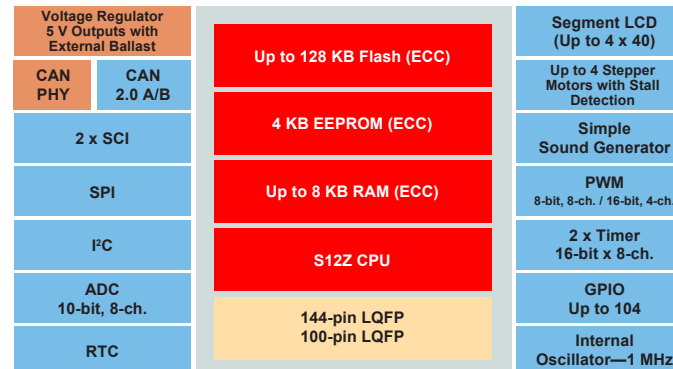 Voltage Regulator
5 V Outputs with
External Ballast
CAN
PHY
CAN
2.0 A/B
2 x SCI
SPI
I²C
ADC
10-bit, 8-ch.
RTC
Up to 128 KB Flash (ECC)
4 KB EEPROM (ECC)
Up to 8 KB RAM (ECC)
S12Z CPU
144-pin LQFP
100-pin LQFP
Segment LCD
(Up to 4 x 40)
Up to 4 Stepper
Motors with Stall
Detection
Simple
Sound Generator
PWM
8-bit, 8-ch. / 16-bit, 4-ch.
2 x Timer
16-bit x 8-ch.
GPIO
Up to 104
Internal
Oscillator—1 MHz